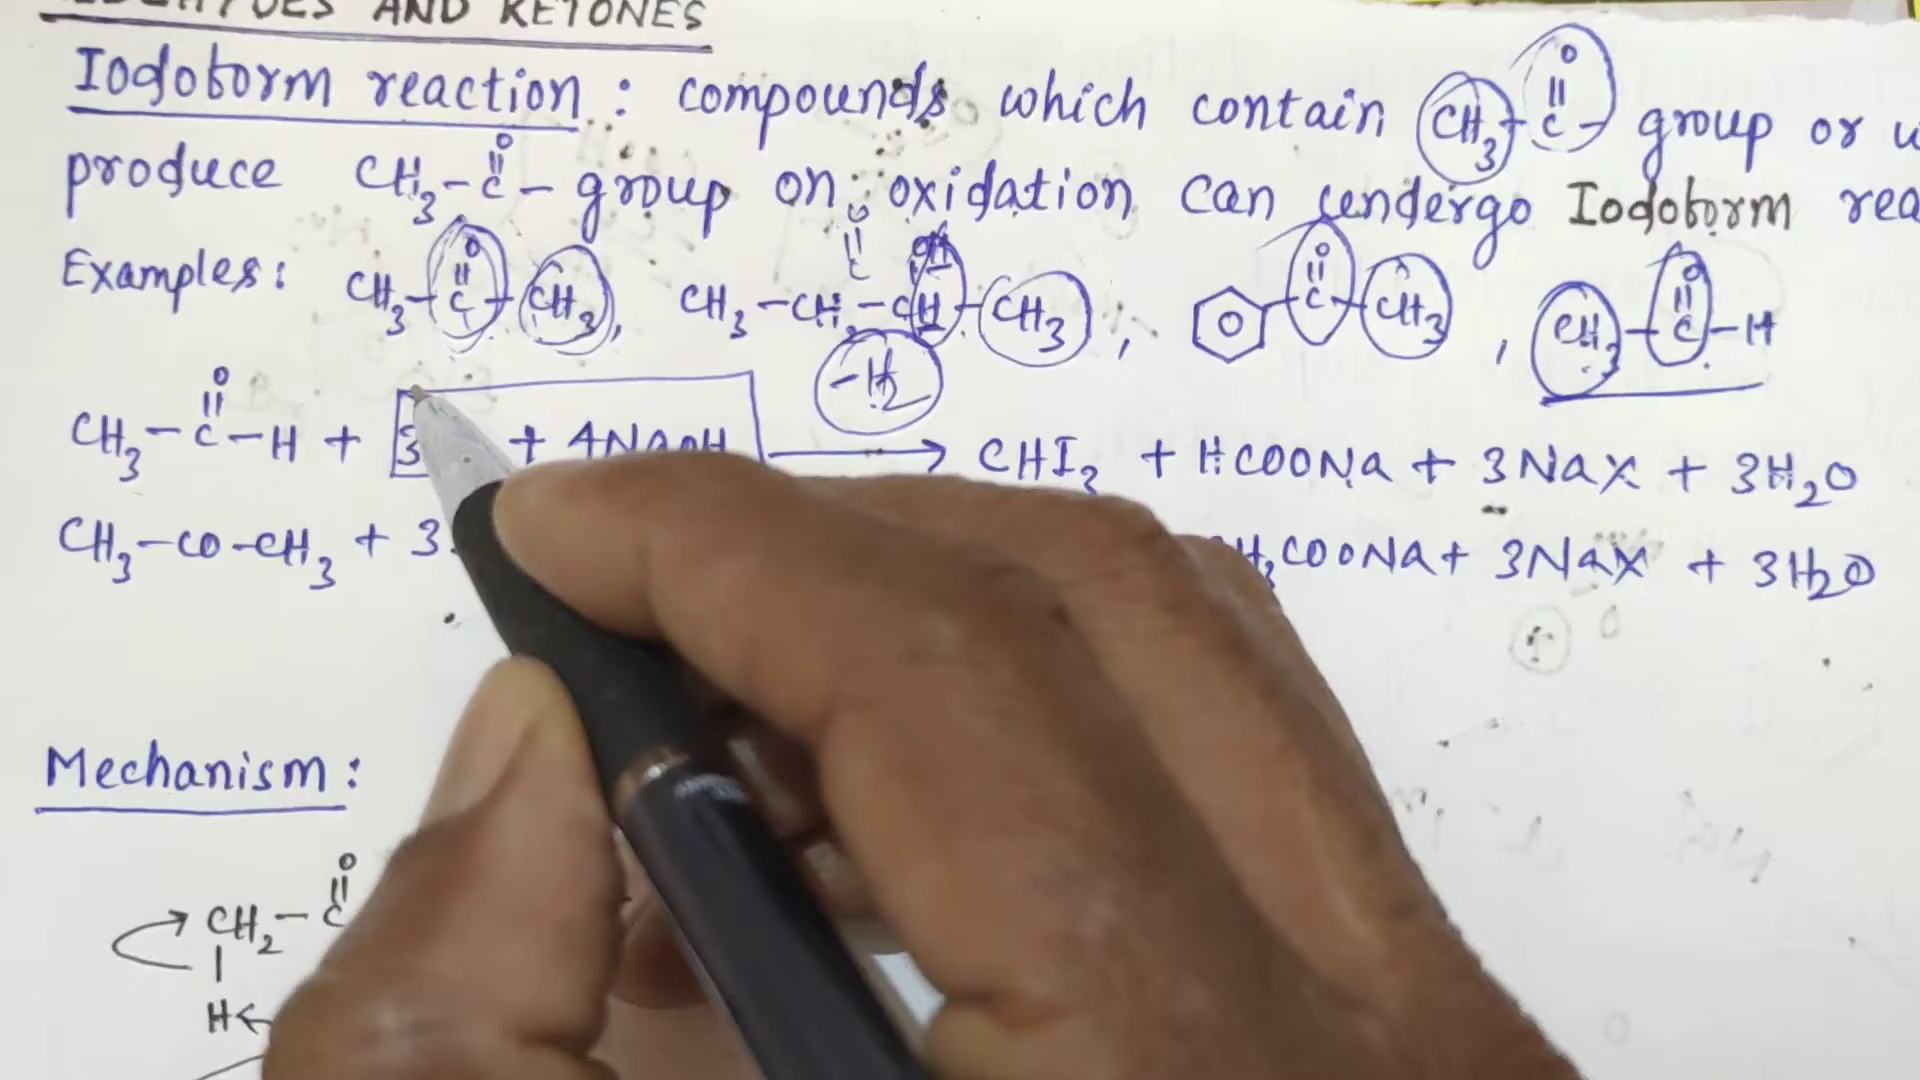 AND KETONES
Iodoform reaction : compounds which contain CH₃-C(=O)- group or
produce CH₃-C(=O)- group on oxidation can undergo Iodoform
Examples: CH₃-C(=O)-CH₃, CH₃-CH₂-CH(OH)-CH₃, C(=O)-CH₃, CH₃-C(=O)-H
-H₂
CH₃-C(=O)-H + 3 + 4NaOH → CHI₃ + HCOONa + 3NaX + 3H₂O
CH₃-CO-CH₃ + 3 COONa + 3NaX + 3H₂O
Mechanism:
CH₂-C(=O)
H